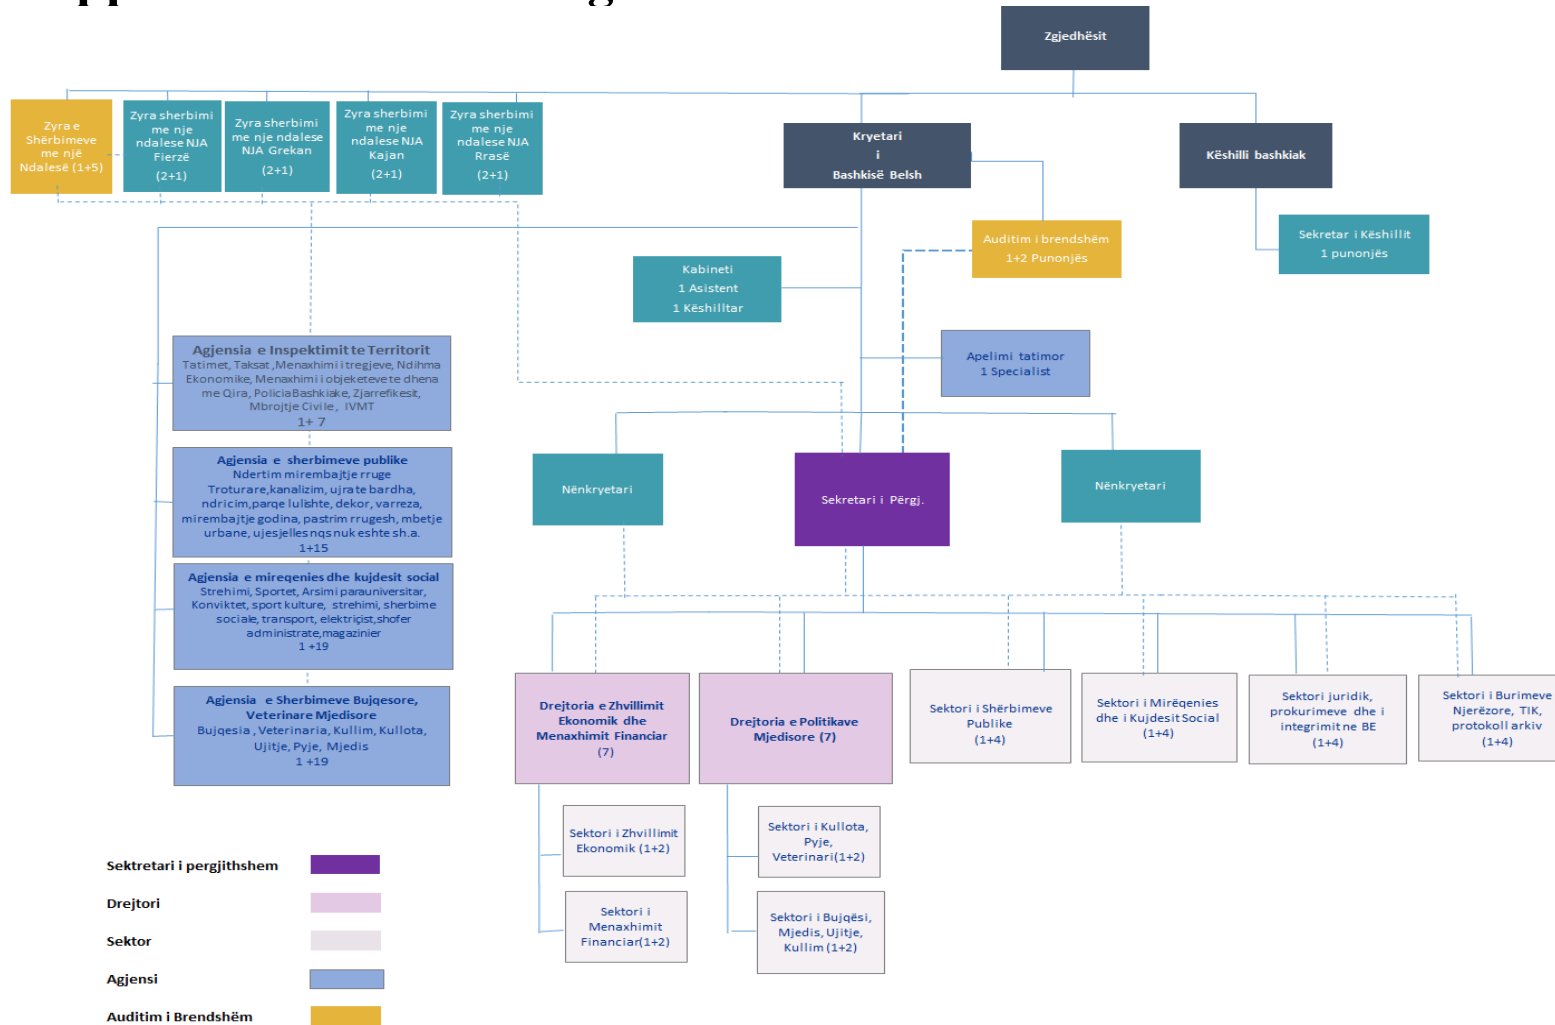 Zgjedhësit
Zyra e
Shërbimeve
me një
Ndalesë (1+5)
Zyra sherbimi
me nje
ndalese NJA
Fierzë
(2+1)
Zyra sherbimi
me nje ndalese
NJA Grekan
(2+1)
Zyra sherbimi
me nje
ndalese NJA
Kajan
(2+1)
Zyra sherbimi
me nje
ndalese NJA
Rrasë
(2+1)
Kryetari
i
Bashkisë Belsh
Këshilli bashkiak
Auditim i brendshëm
1+2 Punonjës
Sekretar i Këshillit
1 punonjës
Kabineti
1 Asistent
1 Këshilltar
Apelimi tatimor
1 Specialist
Agjensia e Inspektimit te Territorit
Tatimet, Taksat ,Menaxhimi i tregjeve, Ndihma
Ekonomike, Menaxhimi i objekteteve te dhena
me Qira, Policia Bashkiake, Zjarrefikesit,
Mbrojtje Civile , IVMT
1+ 7
Agjensia e sherbimeve publike
Ndertim mirembajtje rruge
Troturare,kanalizim, ujrate bardha,
ndricim,parqe lulishte, dekor, varreza,
mirembajtje godina, pastrim rrugesh, mbetje
urbane, ujesjelles nqs nuk eshte sh.a.
1+15
Agjensia e mireqenies dhe kujdesit social
Strehimi, Sportet, Arsimi parauniversitar,
Konviktet, sport kulture, strehimi, sherbime
sociale, transport, elektriçist,shofer
administrate,magazinier
1 +19
Agjensia e Sherbimeve Bujqesore,
Veterinare Mjedisore
Bujqesia , Veterinaria, Kullim, Kullota,
Ujitje, Pyje, Mjedis
1 +19
Nënkryetari
Sekretari i Përgj.
Nënkryetari
Drejtoria e Zhvillimit
Ekonomik dhe
Menaxhimit Financiar
(7)
Drejtoria e Politikave
Mjedisore (7)
Sektori i Shërbimeve
Publike
(1+4)
Sektori i Mirëqenies
dhe i Kujdesit Social
(1+4)
Sektori juridik,
prokurimeve dhe i
integrimit ne BE
(1+4)
Sektori i Burimeve
Njerëzore, TIK,
protokoll arkiv
(1+4)
Sektori i Zhvillimit
Ekonomik (1+2)
Sektori i
Menaxhimit
Financiar(1+2)
Sektori i Kullota,
Pyje,
Veterinari(1+2)
Sektori i Bujqësi,
Mjedis, Ujitje,
Kullim (1+2)
Sektretari i pergjithshem
Drejtori
Sektor
Agjensi
Auditim i Brendshëm